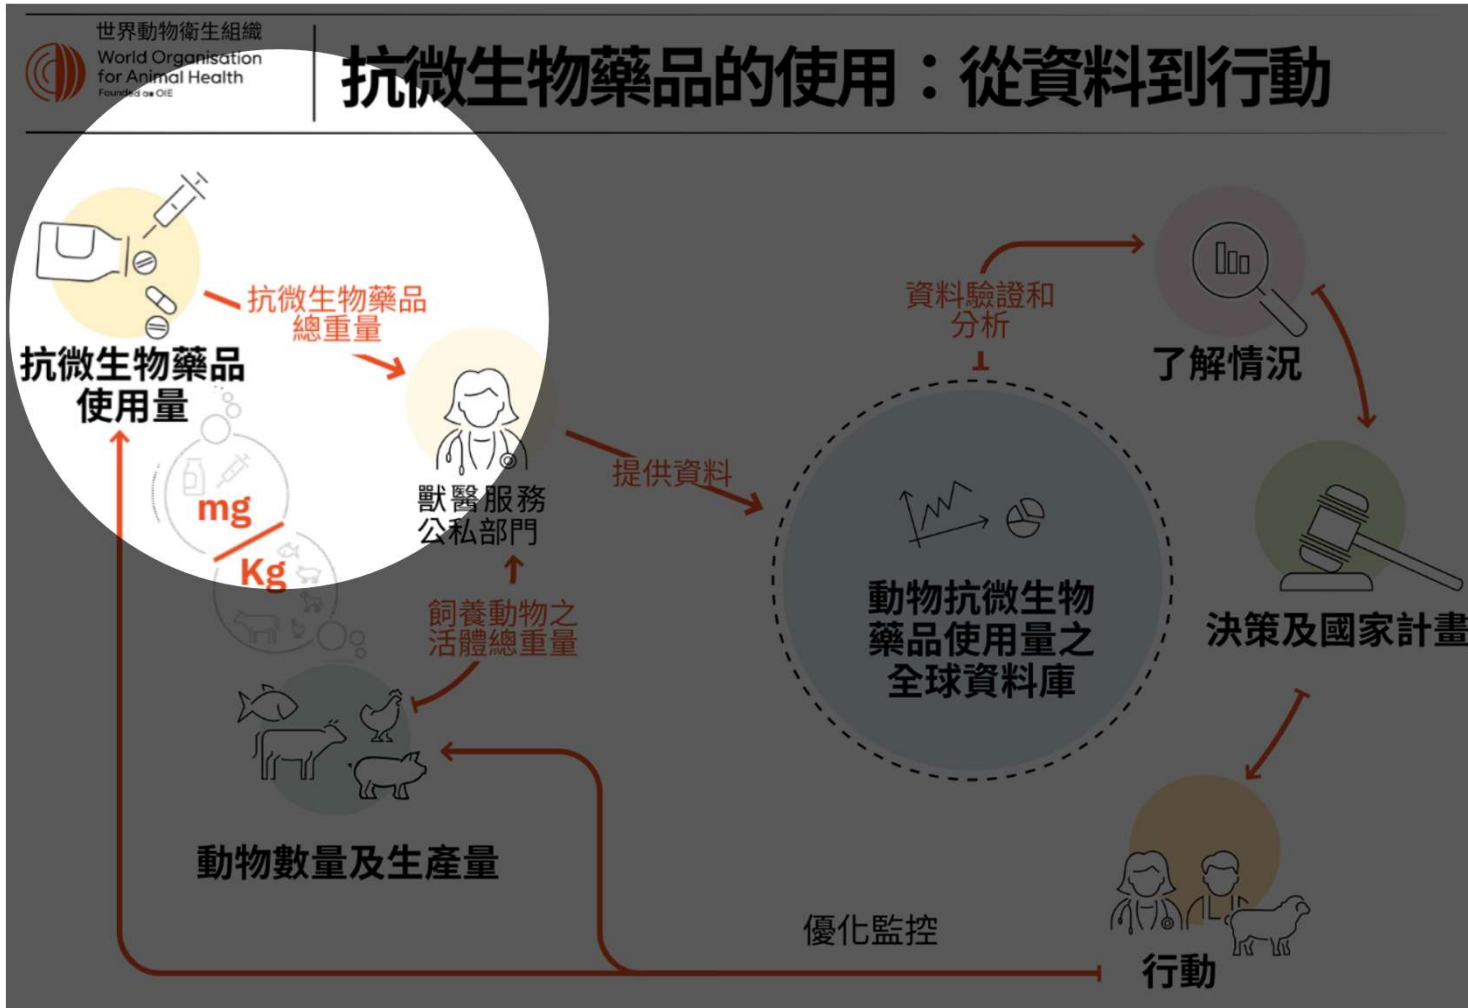 世界動物衛生組織
World Organisation
for Animal Health
Founded as OIE
抗微生物藥品的使用：從資料到行動
抗微生物藥品
總重量
抗微生物藥品
使用量
mg
Kg
獸醫服務
公私部門
飼養動物之
活體總重量
動物數量及生產量
提供資料
資料驗證和
分析
動物抗微生物
藥品使用量之
全球資料庫
了解情況
決策及國家計畫
行動
優化監控